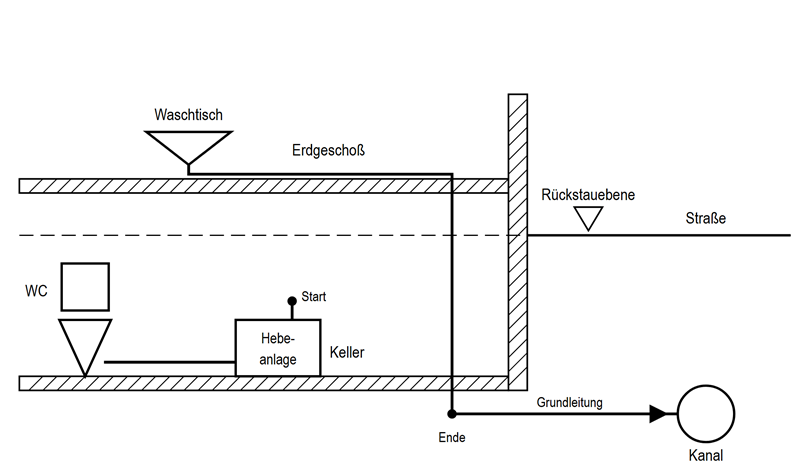 Waschtisch
Erdgeschoß
Rückstauebene
Straße
WC
Start
Hebe-
anlage
Keller
Grundleitung
Ende
Kanal